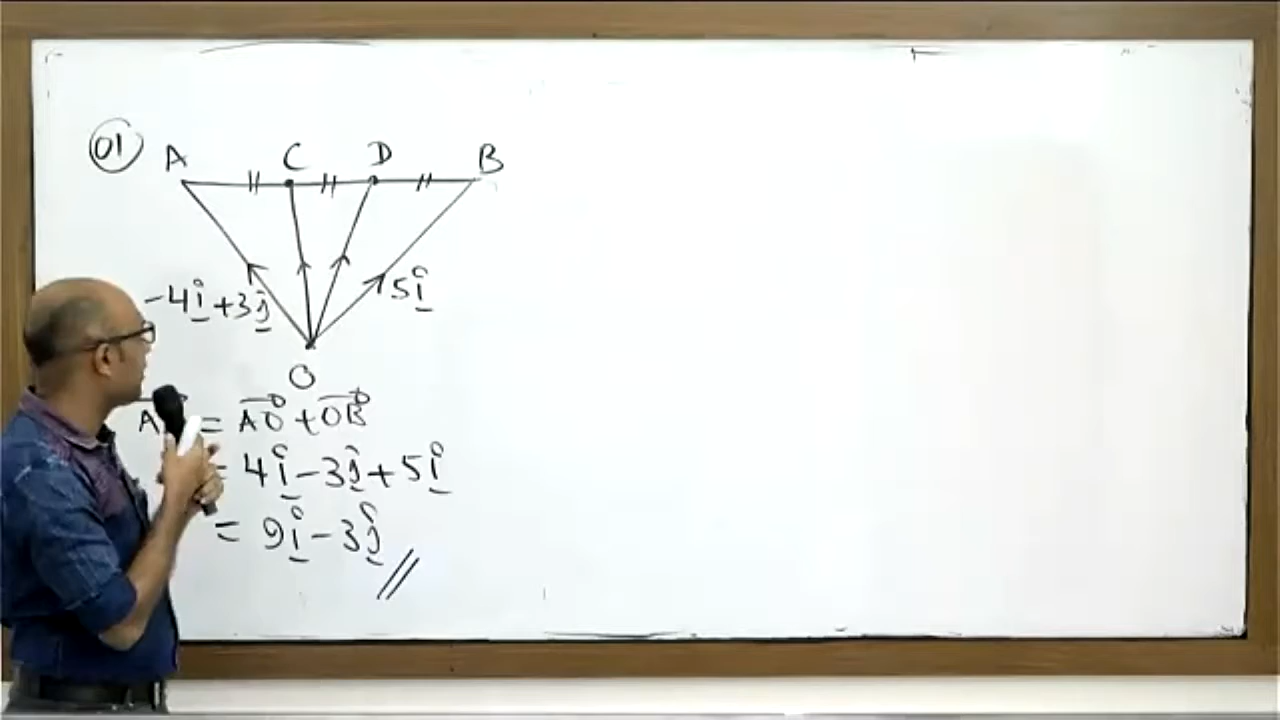 01
A C D B
-4i+3j
5i
O
A = AO+OB
= 4i-3j+5i
= 9i-3j